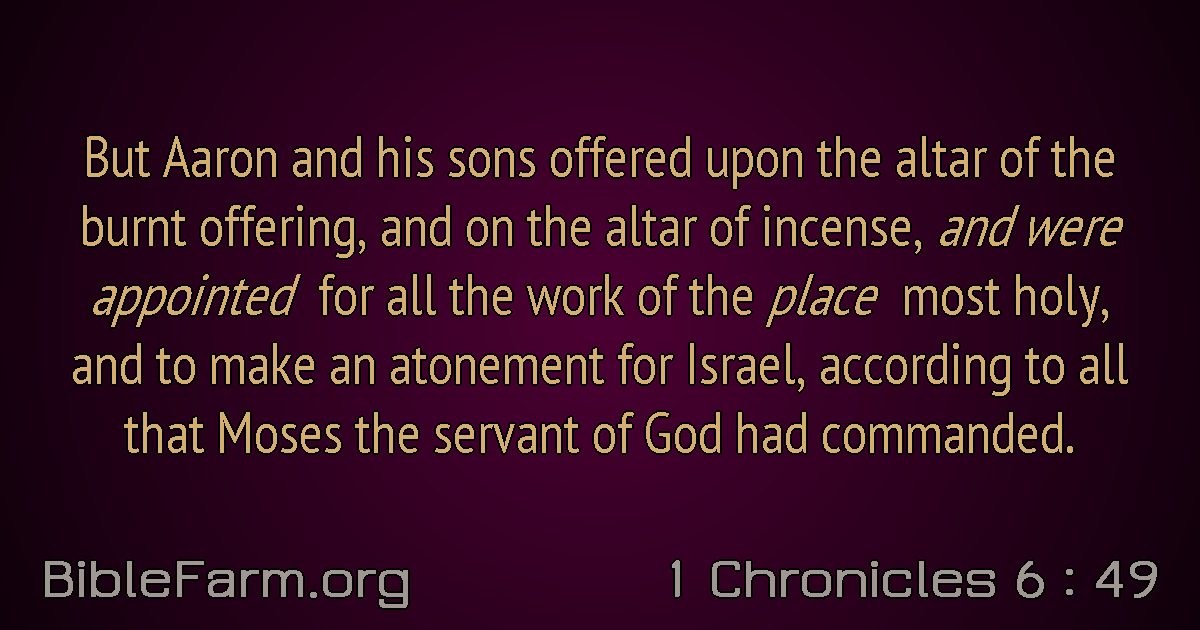 But Aaron and his sons offered upon the altar of the
burnt offering, and on the altar of incense, and were
appointed for all the work of the place most holy,
and to make an atonement for Israel, according to all
that Moses the servant of God had commanded.
BibleFarm.org
1 Chronicles 6 : 49